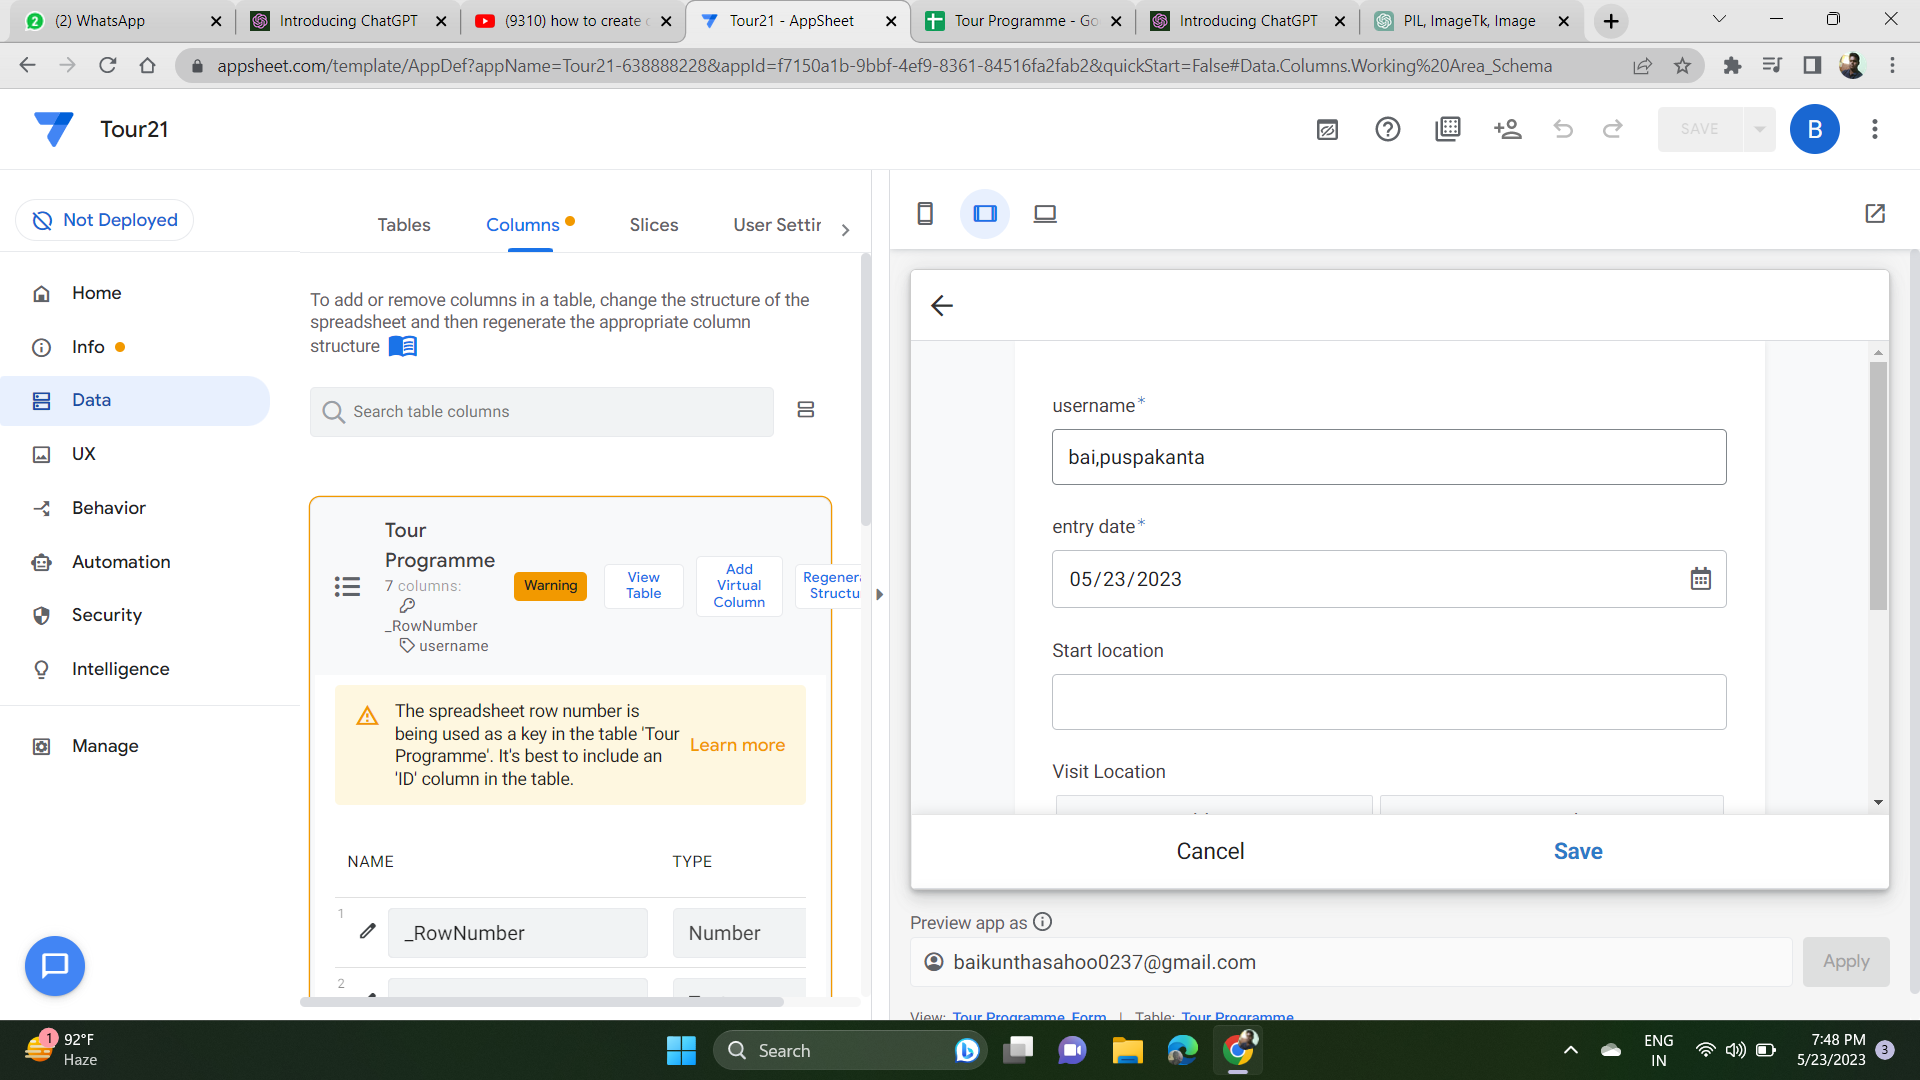 (2) WhatsApp
Introducing ChatGPT
(9310) how to create
Tour21 - AppSheet
Tour Programme - Go
Introducing ChatGPT
PIL, ImageTk, Image
appsheet.com/template/AppDef?appName=Tour21-638888228&appId=f7150a1b-9bbf-4ef9-8361-84516fa2fab2&quickStart=False#Data.Columns.Working%20Area_Schema
Tour21
SAVE
B
Not Deployed
Home
Info
Data
UX
Behavior
Automation
Security
Intelligence
Manage
Tables
Columns
Slices
User Settin
To add or remove columns in a table, change the structure of the
spreadsheet and then regenerate the appropriate column
structure
Search table columns
Tour
Programme
7 columns:
_RowNumber
username
Warning
View
Table
Add
Virtual
Column
Regenera
Structu
The spreadsheet row number is
being used as a key in the table 'Tour
Programme'. It's best to include an
'ID' column in the table.
Learn more
NAME
TYPE
1
_RowNumber
Number
2
username*
bai,puspakanta
entry date*
05/23/2023
Start location
Visit Location
Cancel
Save
Preview app as
baikunthasahoo0237@gmail.com
Apply
View: Tour Programme_Form | Table: Tour Programme
1
92°F
Haze
Search
ENG
IN
7:48 PM
5/23/2023
3